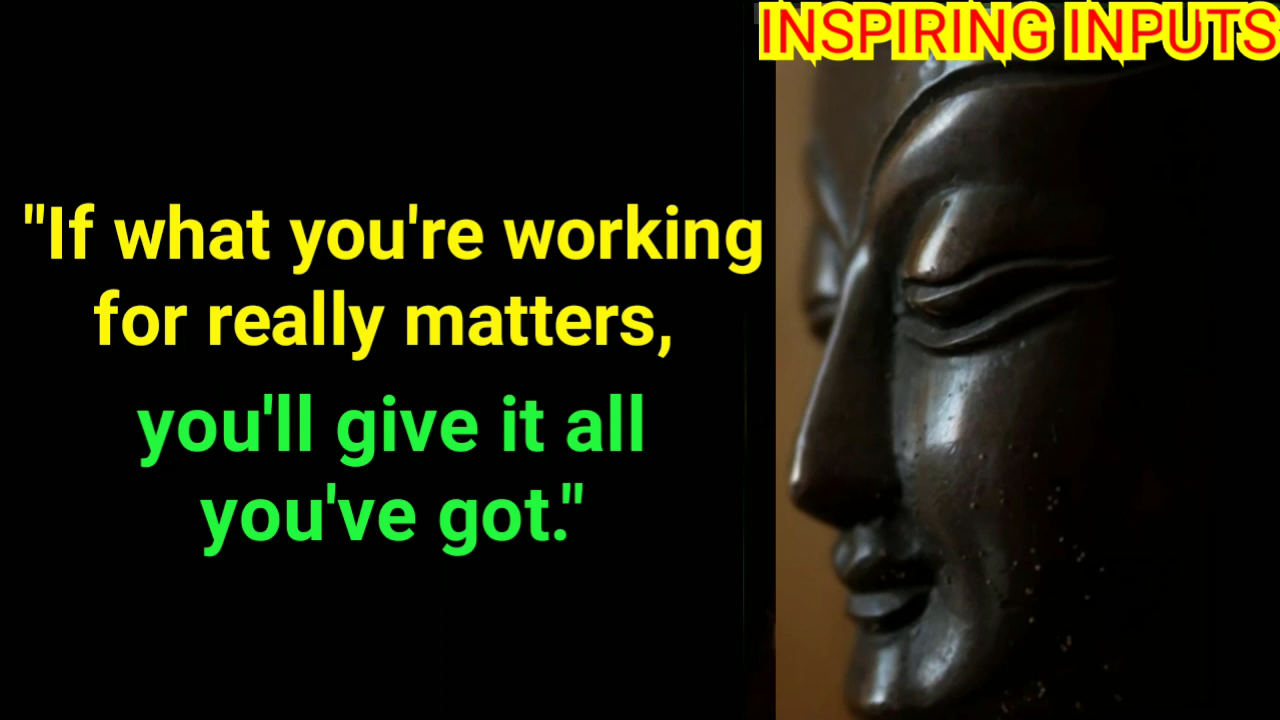 INSPIRING INPUTS
"If what you're working
for really matters,
you'll give it all
you've got."